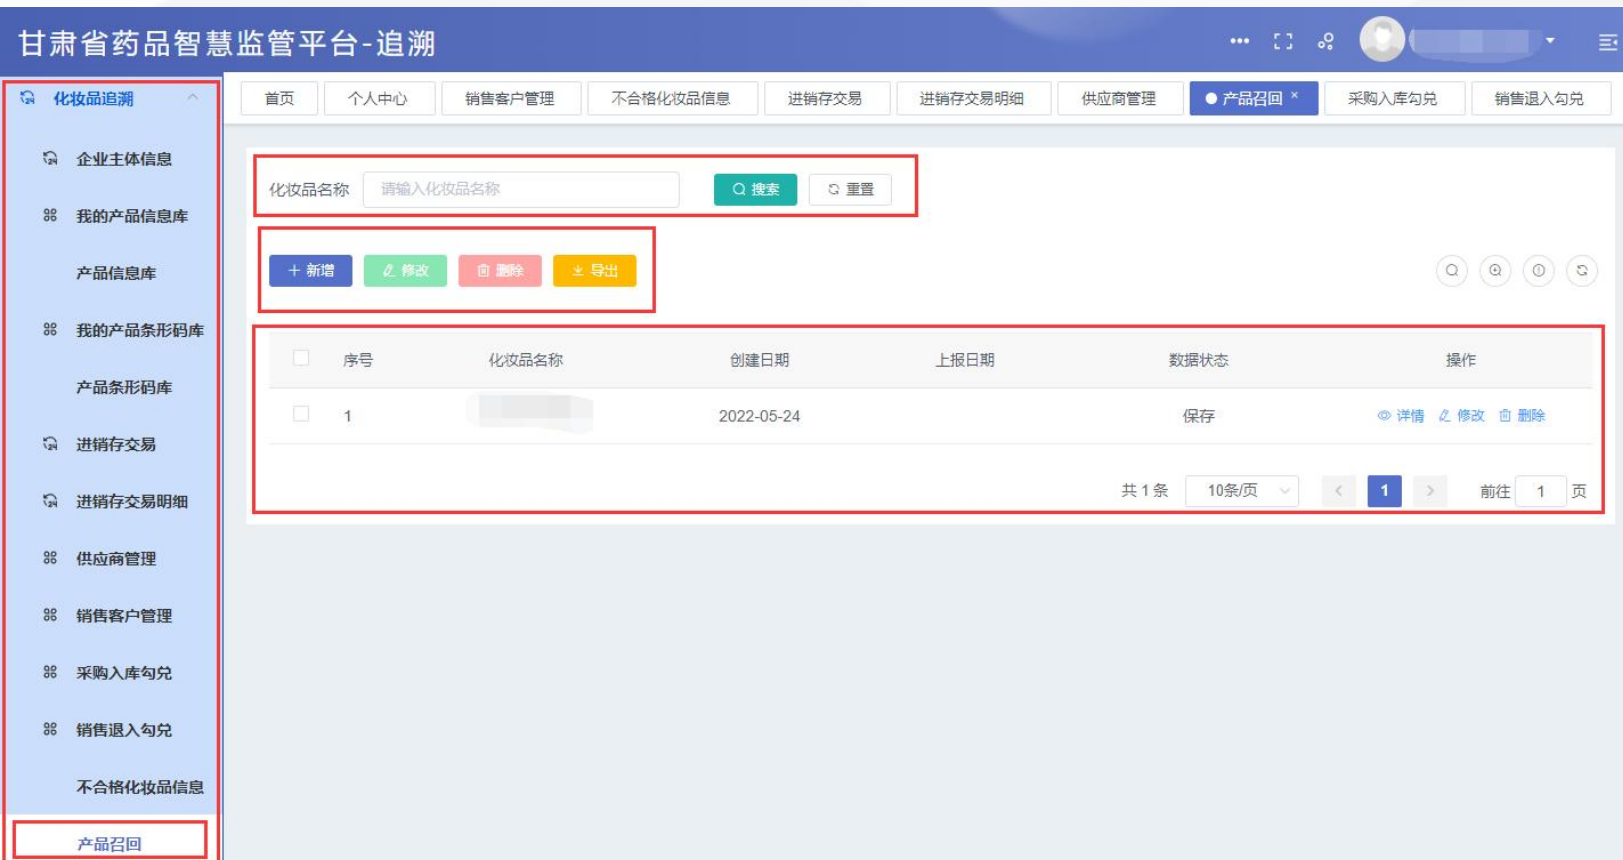 甘肃省药品智慧监管平台-追溯
化妆品追溯
企业主体信息
我的产品信息库
产品信息库
我的产品条形码库
产品条形码库
进销存交易
进销存交易明细
供应商管理
销售客户管理
采购入库勾兑
销售退入勾兑
不合格化妆品信息
产品召回
首页 个人中心 销售客户管理 不合格化妆品信息 进销存交易 进销存交易明细 供应商管理 产品召回 × 采购入库勾兑 销售退入勾兑
化妆品名称 请输入化妆品名称 搜索 重置
+ 新增 修改 删除 导出
序号 化妆品名称 创建日期 上报日期 数据状态 操作
1 2022-05-24 保存 详情 修改 删除
共 1 条 10条/页 < 1 > 前往 1 页